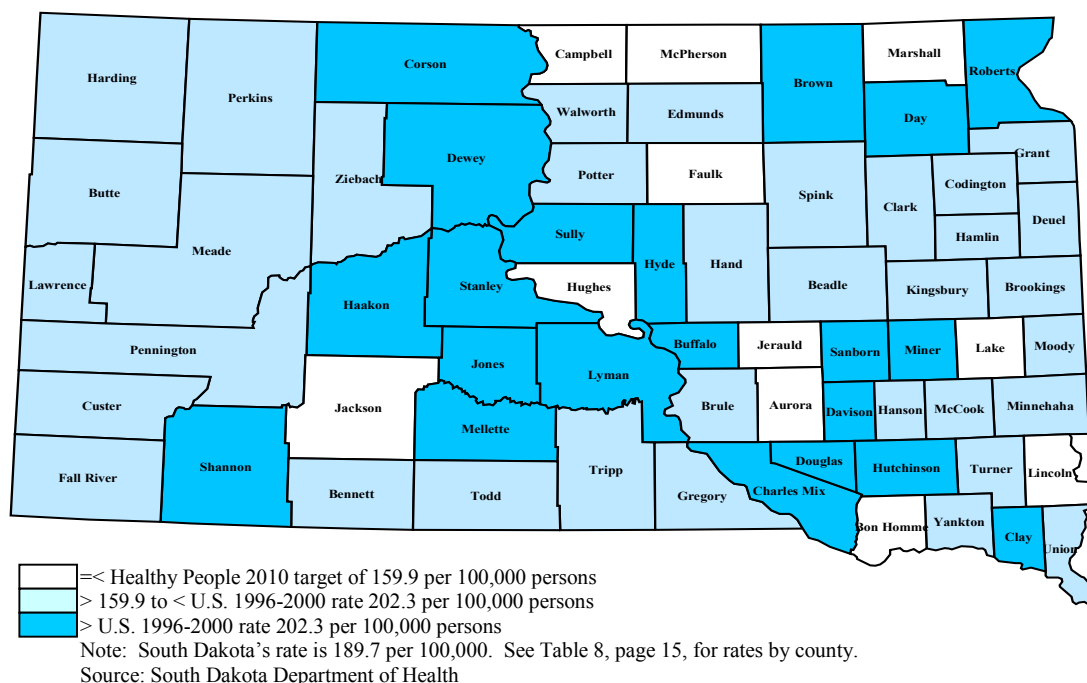 Campbell McPherson Marshall
Corson Roberts
Harding Perkins Brown
Walworth Edmunds Day
Dewey Grant
Ziebach Potter Faulk Codington
Butte Spink Clark Deuel
Sully Hamlin
Meade Hyde Hand
Lawrence Haakon Stanley Hughes Beadle Kingsbury Brookings
Pennington Buffalo Jerauld Sanborn Miner Lake Moody
Jones Lyman
Custer Jackson Brule Aurora Davison Hanson McCook Minnehaha
Mellette
Shannon Tripp Douglas Hutchinson Turner Lincoln
Fall River Bennett Todd Gregory Charles Mix
Bon Homme Yankton Clay Union
=< Healthy People 2010 target of 159.9 per 100,000 persons
> 159.9 to < U.S. 1996-2000 rate 202.3 per 100,000 persons
> U.S. 1996-2000 rate 202.3 per 100,000 persons
Note: South Dakota’s rate is 189.7 per 100,000. See Table 8, page 15, for rates by county.
Source: South Dakota Department of Health